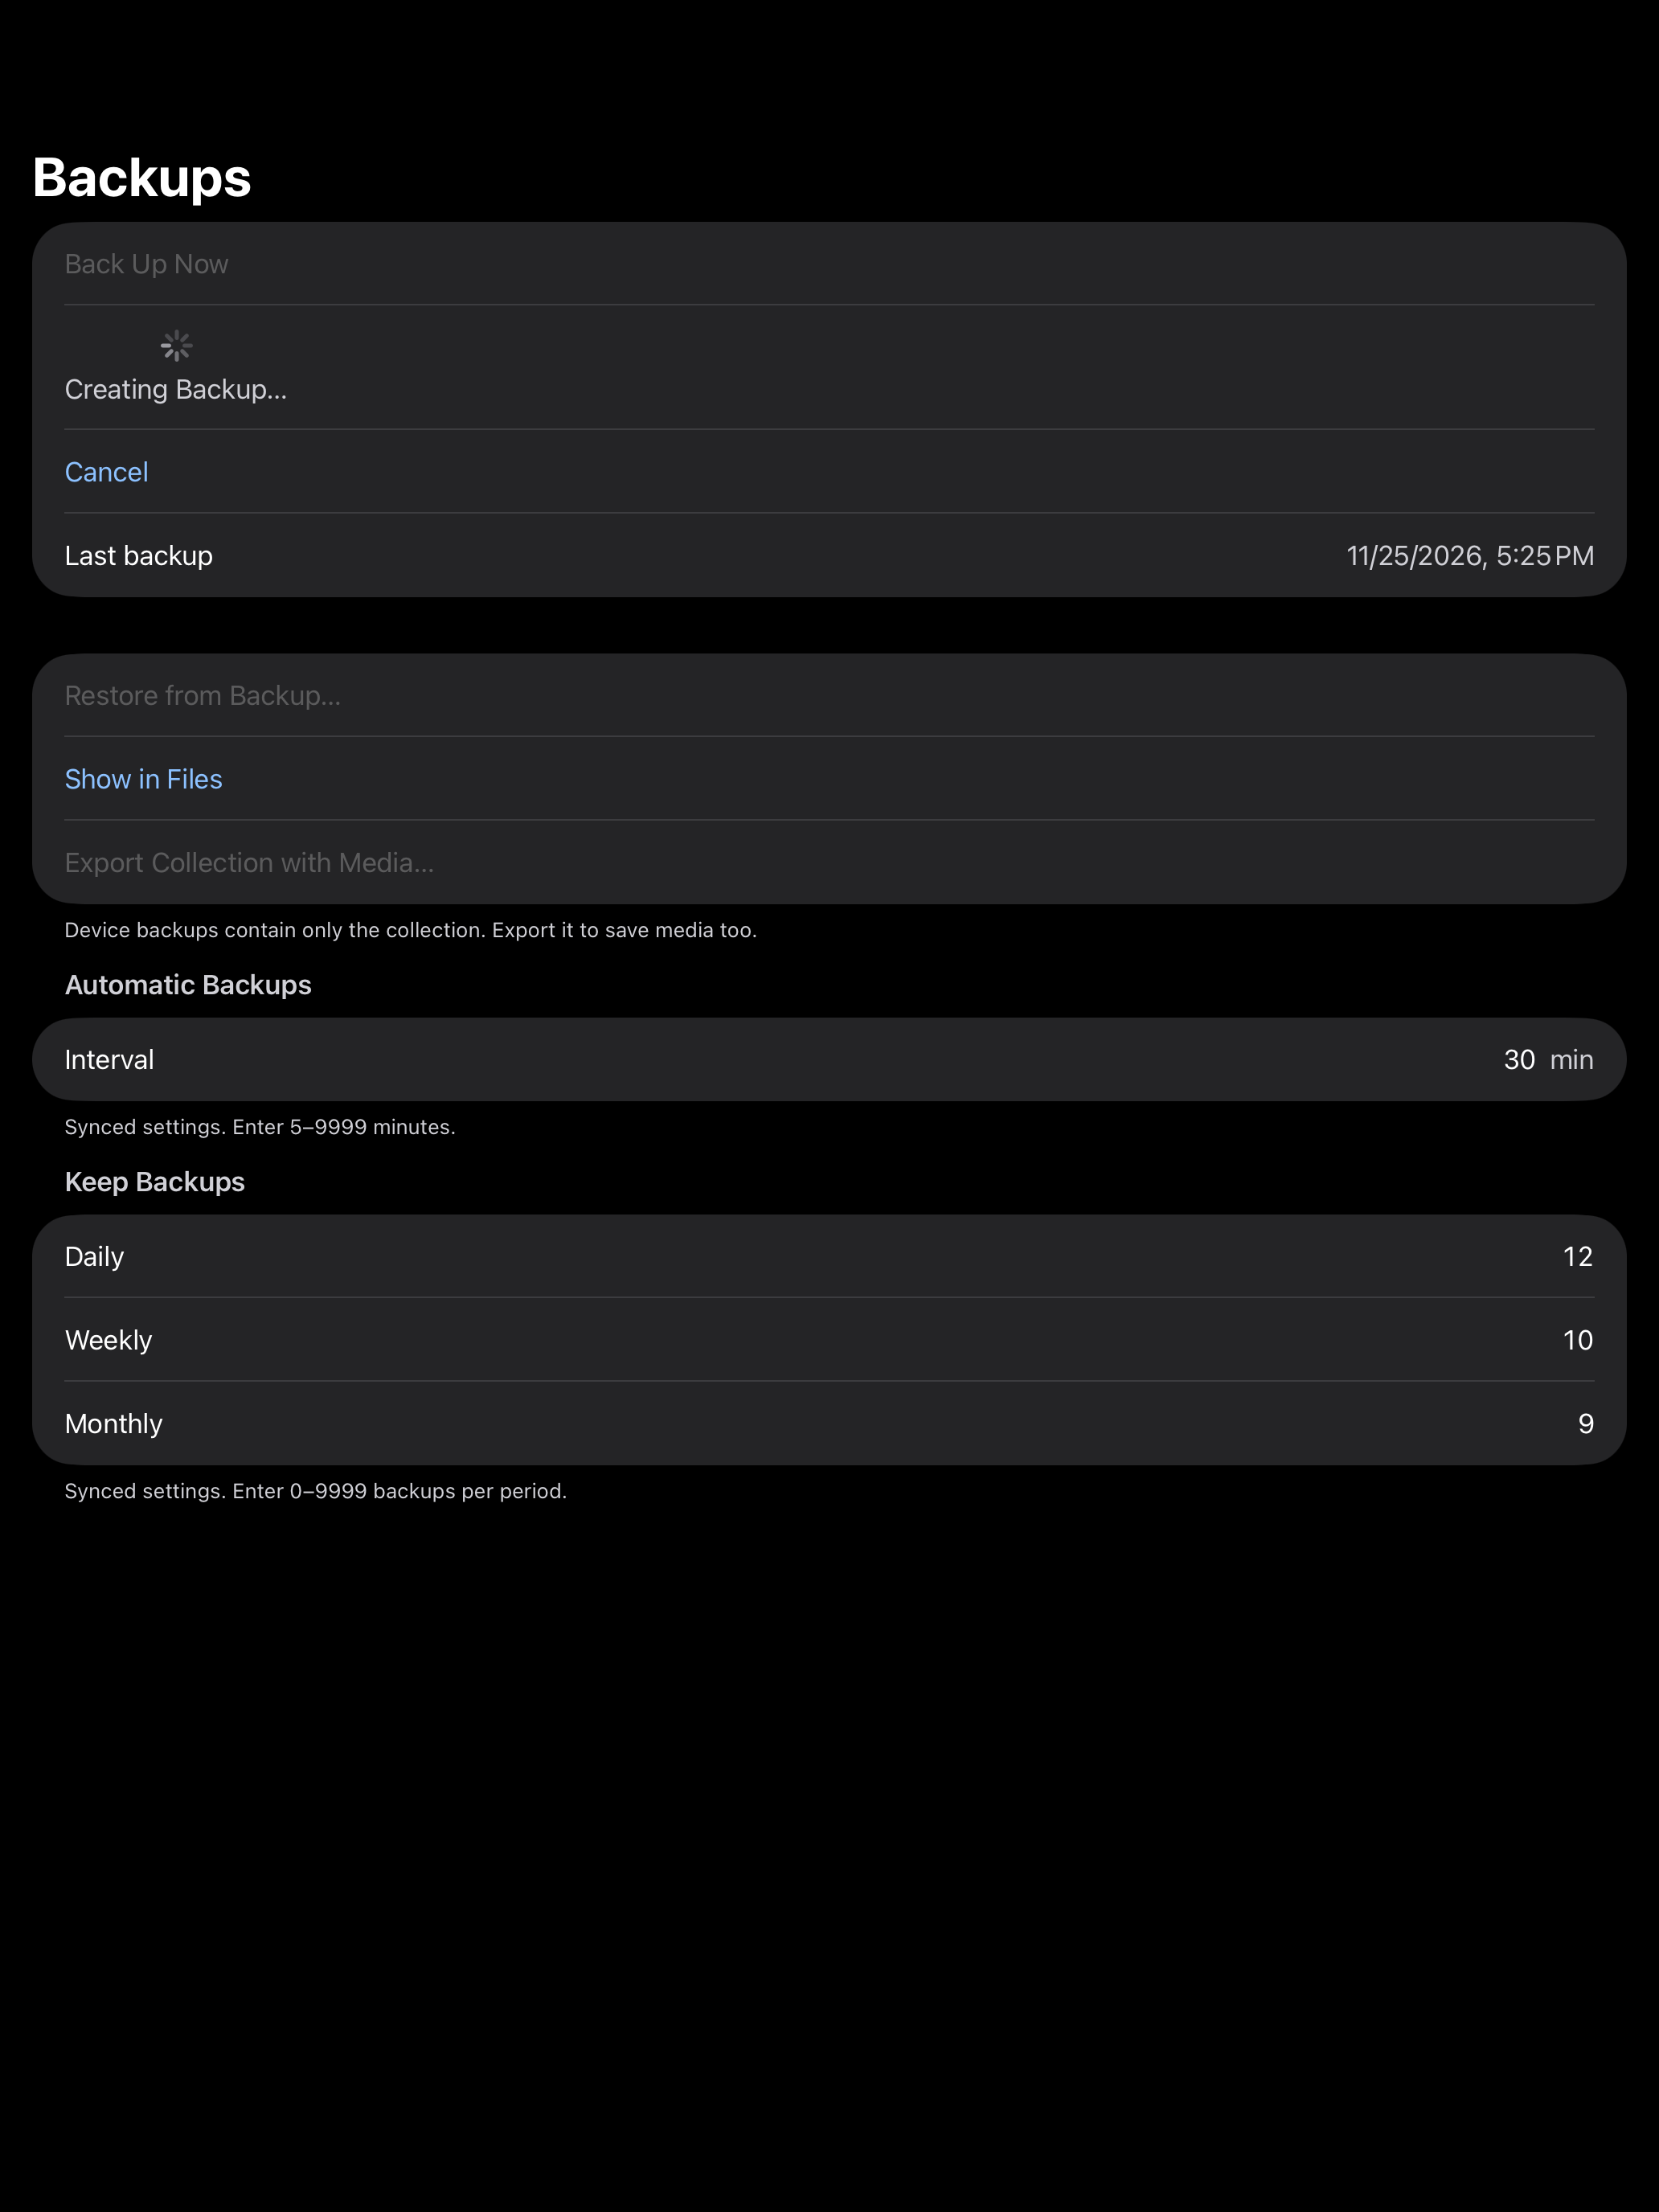 Backups
Back Up Now
Creating Backup...
Cancel
Last backup 11/25/2026, 5:25 PM
Restore from Backup...
Show in Files
Export Collection with Media...
Device backups contain only the collection. Export it to save media too.
Automatic Backups
Interval 30 min
Synced settings. Enter 5–9999 minutes.
Keep Backups
Daily 12
Weekly 10
Monthly 9
Synced settings. Enter 0–9999 backups per period.